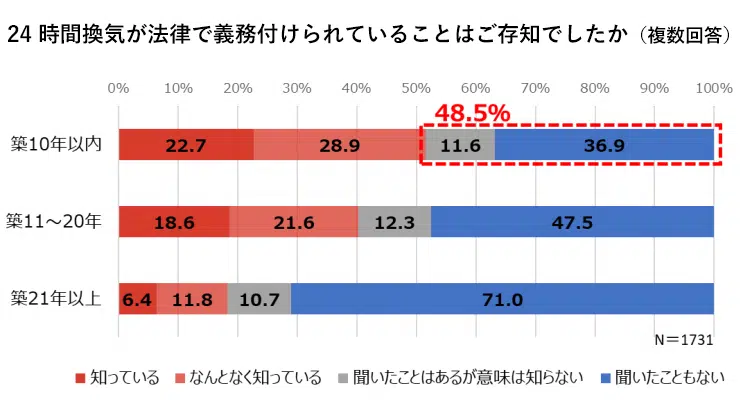 24 時間換気が法律で義務付けられていることはご存知でしたか（複数回答）
0% 10% 20% 30% 40% 50% 60% 70% 80% 90% 100%
48.5%
築10年以内 22.7 28.9 11.6 36.9
築11～20年 18.6 21.6 12.3 47.5
築21年以上 6.4 11.8 10.7 71.0
N＝1731
■知っている ■なんとなく知っている ■聞いたことはあるが意味は知らない ■聞いたこともない